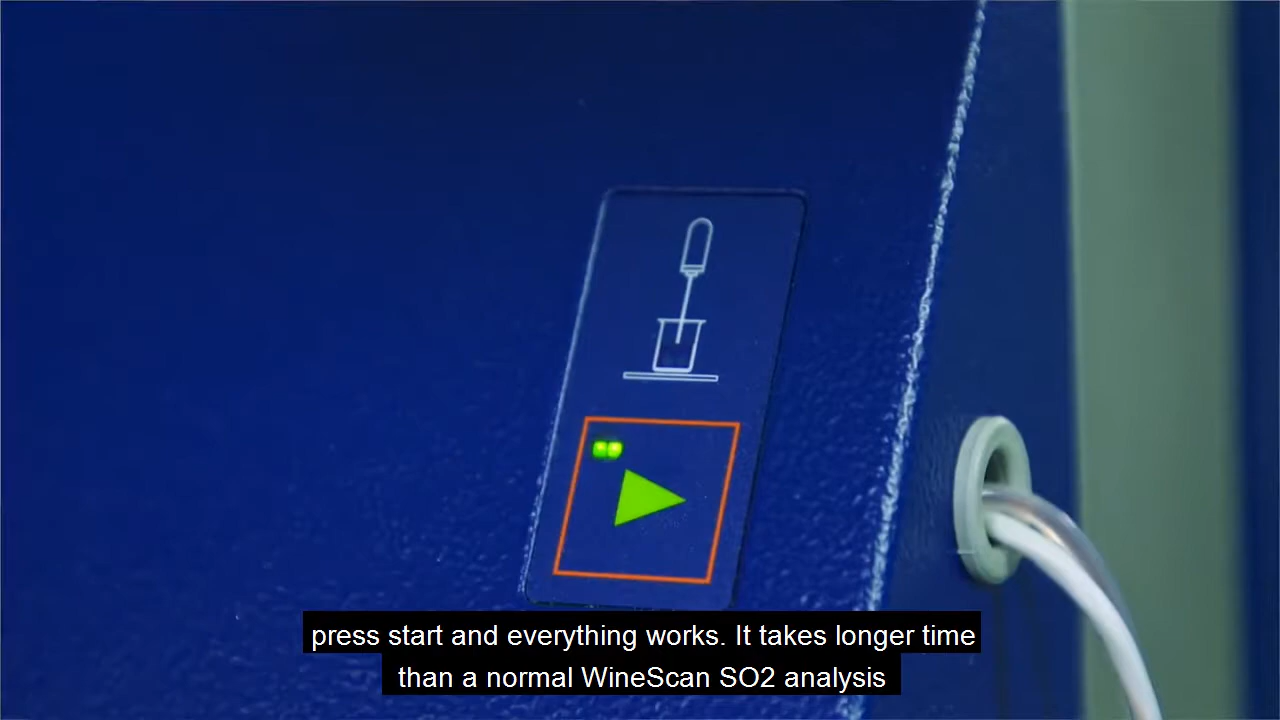 press start and everything works. It takes longer time
than a normal WineScan SO2 analysis